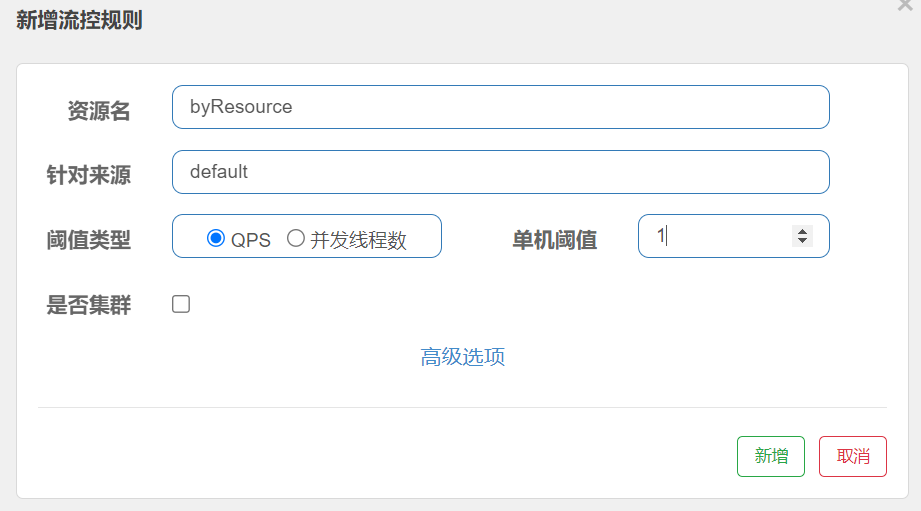 新增流控规则
×
资源名 byResource
针对来源 default
阈值类型 QPS 并发线程数 单机阈值 1
是否集群
高级选项
新增 取消